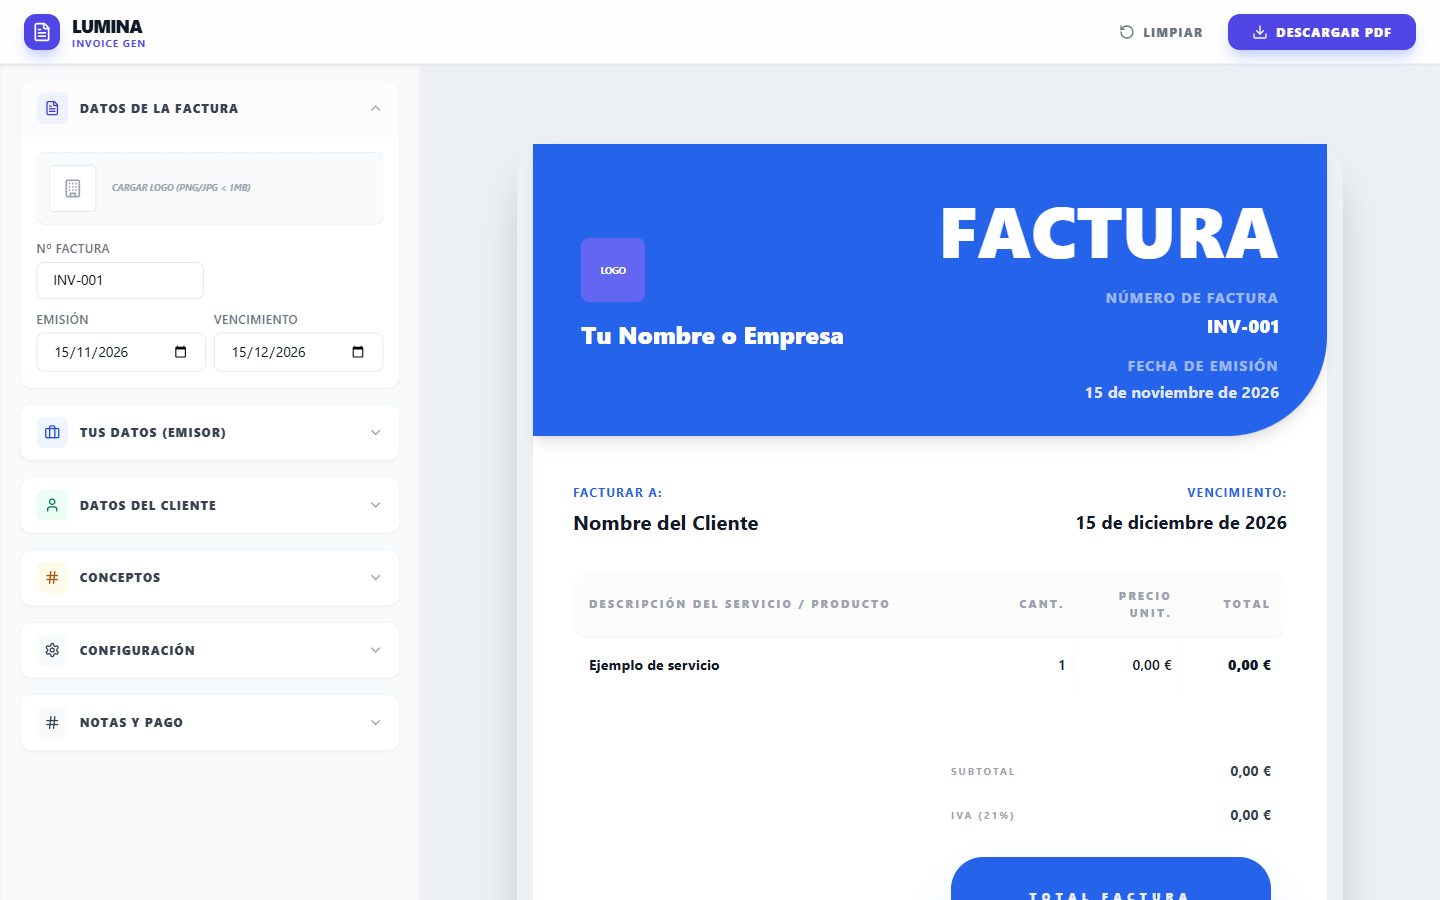 LUMINA
INVOICE GEN
LIMPIAR
DESCARGAR PDF
DATOS DE LA FACTURA
CARGAR LOGO (PNG/JPG < 1MB)
Nº FACTURA
INV-001
EMISIÓN
VENCIMIENTO
15/11/2026
15/12/2026
TUS DATOS (EMISOR)
DATOS DEL CLIENTE
CONCEPTOS
CONFIGURACIÓN
NOTAS Y PAGO
LOGO
Tu Nombre o Empresa
FACTURA
NÚMERO DE FACTURA
INV-001
FECHA DE EMISIÓN
15 de noviembre de 2026
FACTURAR A:
Nombre del Cliente
VENCIMIENTO:
15 de diciembre de 2026
DESCRIPCIÓN DEL SERVICIO / PRODUCTO
CANT.
PRECIO
UNIT.
TOTAL
Ejemplo de servicio
1
0,00 €
0,00 €
SUBTOTAL
0,00 €
IVA (21%)
0,00 €
TOTAL FACTURA